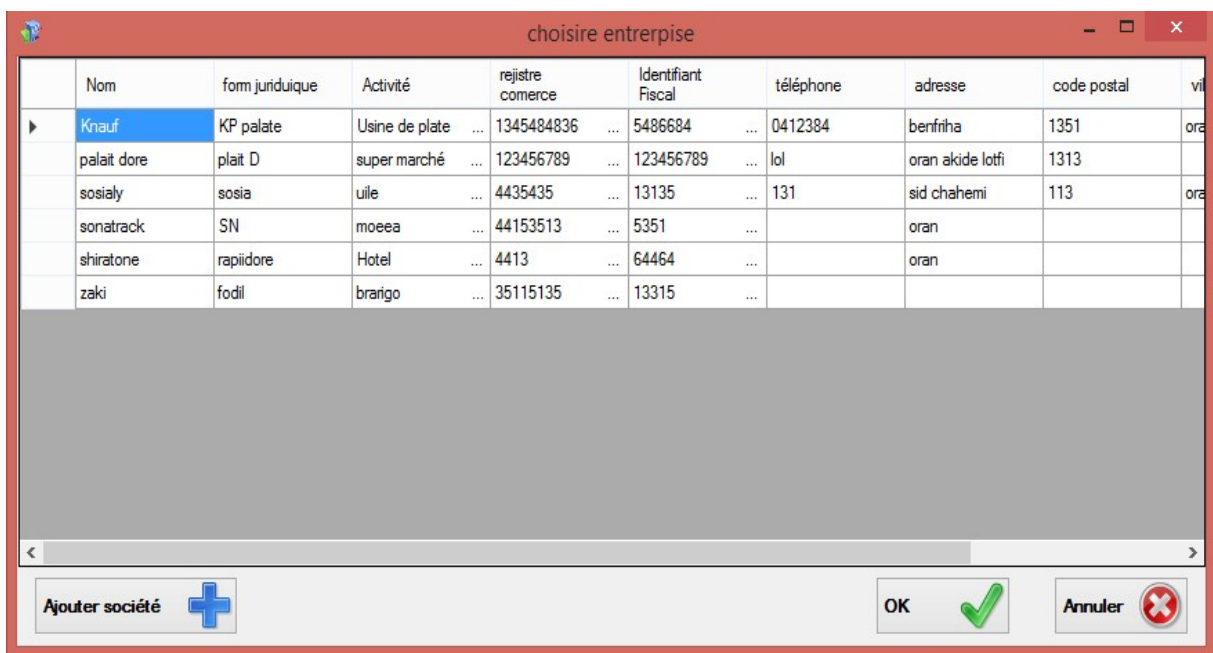 choisire entrerpise
Nom form juriduique Activité rejistre comerce Identifiant Fiscal téléphone adresse code postal vil
Knauf KP palate Usine de plate ... 1345484836 ... 5486684 ... 0412384 benfriha 1351 ora
palait dore plait D super marché ... 123456789 ... 123456789 ... lol oran akide lotfi 1313
sosialy sosia uile ... 4435435 ... 13135 ... 131 sid chahemi 113 ora
sonatrack SN moeea ... 44153513 ... 5351 ... oran
shiratone rapiidore Hotel ... 4413 ... 64464 ... oran
zaki fodil brarigo ... 35115135 ... 13315 ...
Ajouter société OK Annuler